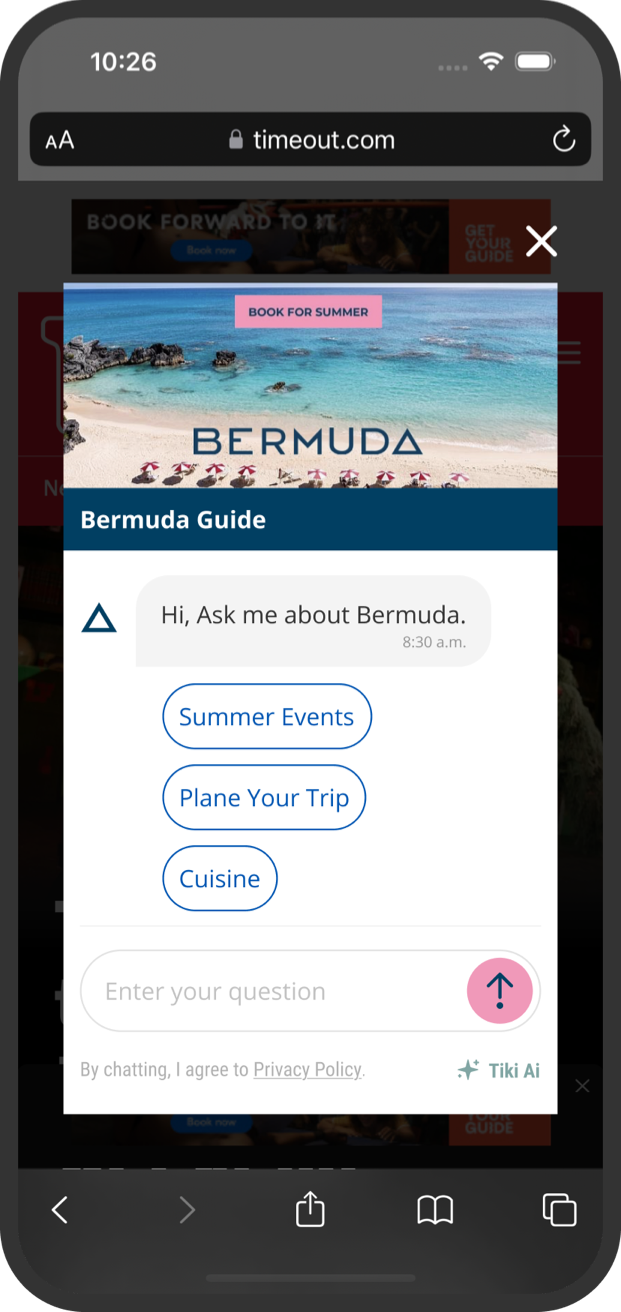 10:26
AA
timeout.com
BOOK FORWARD TO IT
Book now
GET
YOUR
GUIDE
BOOK FOR SUMMER
BERMUDA
Bermuda Guide
Hi, Ask me about Bermuda.
8:30 a.m.
Summer Events
Plane Your Trip
Cuisine
Enter your question
By chatting, I agree to Privacy Policy.
Tiki Ai
Book now
YOUR
GUIDE